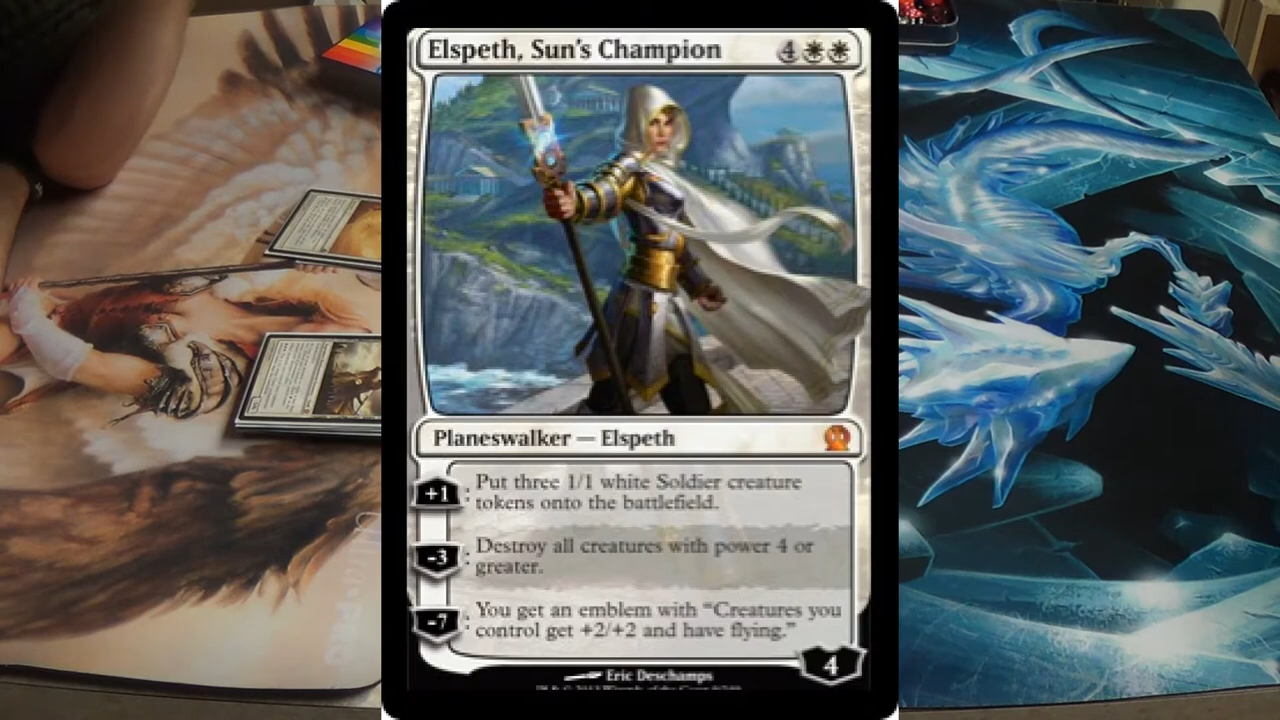 Elspeth, Sun's Champion 4
Planeswalker — Elspeth
+1 : Put three 1/1 white Soldier creature
tokens onto the battlefield.
-3 : Destroy all creatures with power 4 or
greater.
-7 : You get an emblem with “Creatures you
control get +2/+2 and have flying.”
4
Eric Deschamps